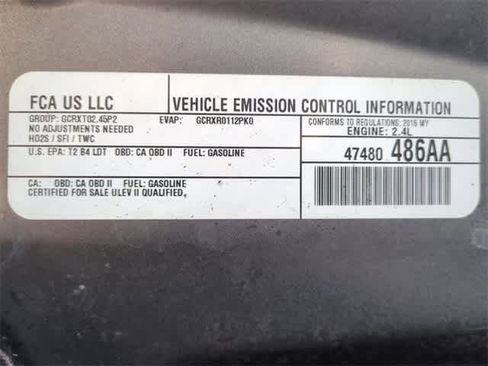 FCA US LLC
VEHICLE EMISSION CONTROL INFORMATION
GROUP: GCRXT02.45P2 EVAP: GCRXR0112PK0
NO ADJUSTMENTS NEEDED
HO2S / SFI / TWC
CONFORMS TO REGULATIONS: 2016 MY
ENGINE: 2.4L
U.S. EPA: T2 B4 LDT OBD: CA OBD II FUEL: GASOLINE
47480 486AA
CA: OBD: CA OBD II FUEL: GASOLINE
CERTIFIED FOR SALE ULEV II QUALIFIED.